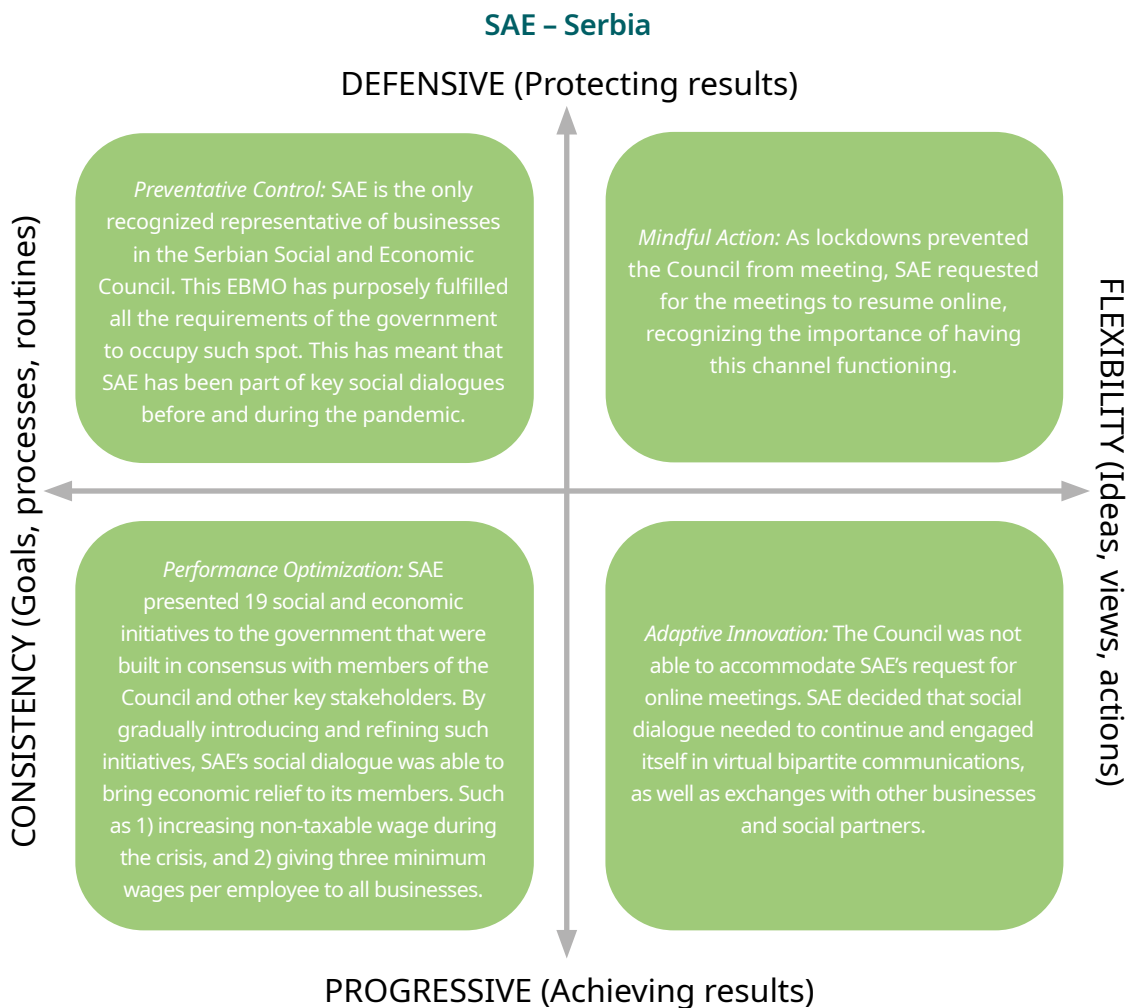 SAE – Serbia
DEFENSIVE (Protecting results)
CONSISTENCY (Goals, processes, routines)
Preventative Control: SAE is the only
recognized representative of businesses
in the Serbian Social and Economic
Council. This EBMO has purposely fulfilled
all the requirements of the government
to occupy such spot. This has meant that
SAE has been part of key social dialogues
before and during the pandemic.
Mindful Action: As lockdowns prevented
the Council from meeting, SAE requested
for the meetings to resume online,
recognizing the importance of having
this channel functioning.
FLEXIBILITY (Ideas, views, actions)
Performance Optimization: SAE
presented 19 social and economic
initiatives to the government that were
built in consensus with members of the
Council and other key stakeholders. By
gradually introducing and refining such
initiatives, SAE’s social dialogue was able to
bring economic relief to its members. Such
as 1) increasing non-taxable wage during
the crisis, and 2) giving three minimum
wages per employee to all businesses.
Adaptive Innovation: The Council was not
able to accommodate SAE’s request for
online meetings. SAE decided that social
dialogue needed to continue and engaged
itself in virtual bipartite communications,
as well as exchanges with other businesses
and social partners.
PROGRESSIVE (Achieving results)